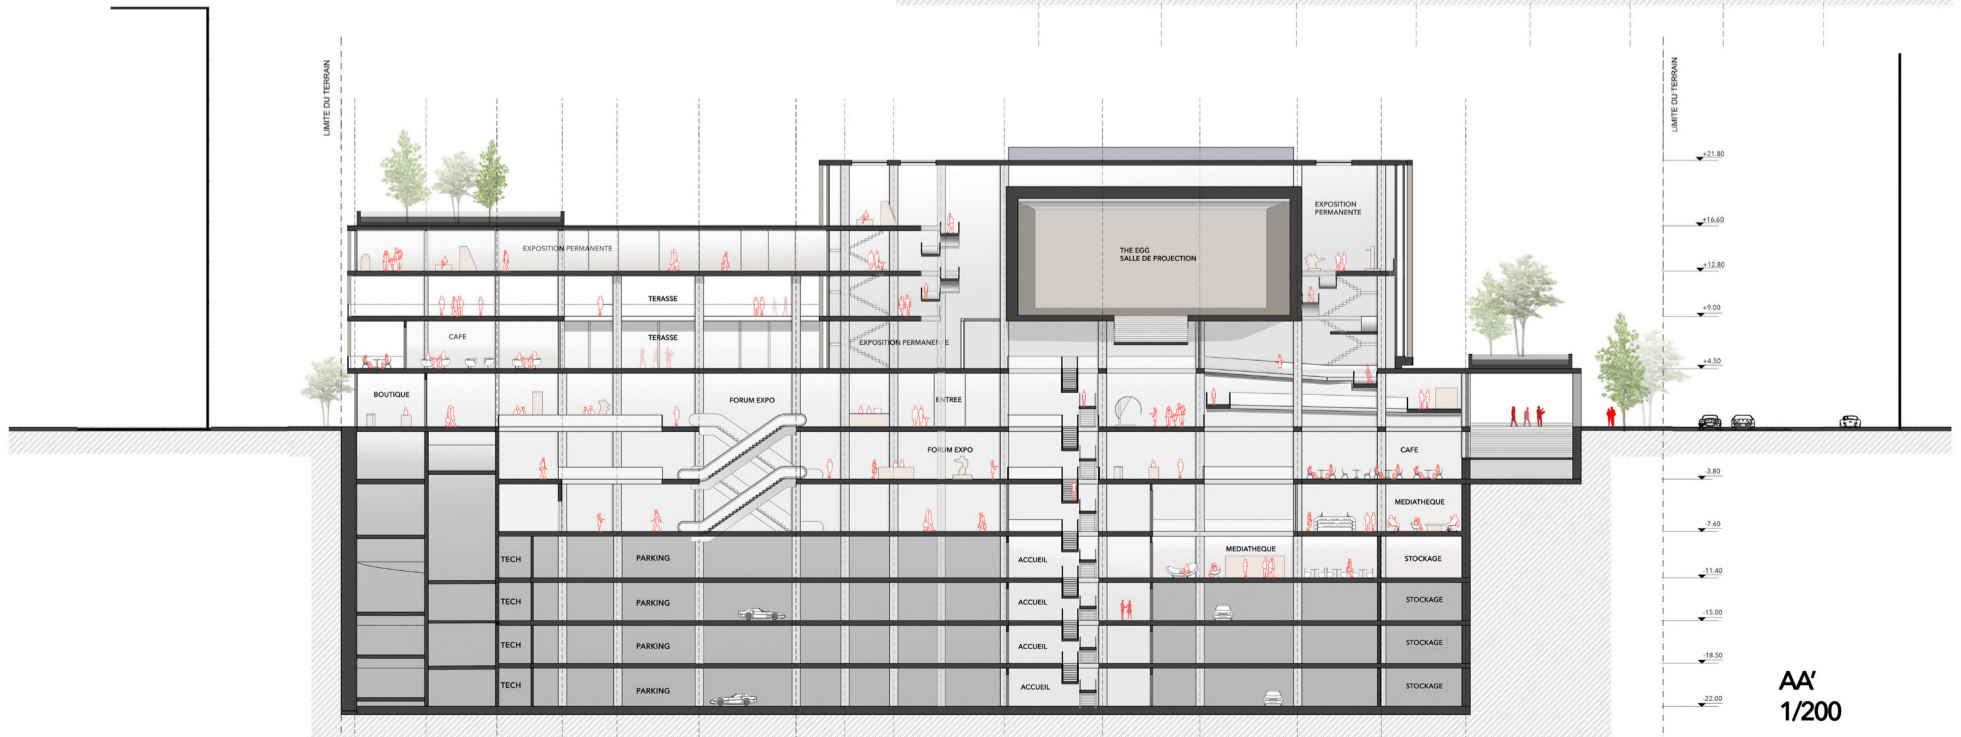 LIMITE DU TERRAIN
LIMITE DU TERRAIN
+21.80
EXPOSITION
PERMANENTE
+16.60
EXPOSITION PERMANENTE
THE EGG
SALLE DE PROJECTION
+12.80
TERASSE
+9.00
CAFE
TERASSE
EXPOSITION PERMANENTE
+4.50
BOUTIQUE
FORUM EXPO
ENTREE
FORUM EXPO
CAFE
-3.80
MEDIATHEQUE
-7.60
TECH
PARKING
ACCUEIL
MEDIATHEQUE
STOCKAGE
-11.40
TECH
PARKING
ACCUEIL
STOCKAGE
-15.00
TECH
PARKING
ACCUEIL
STOCKAGE
-18.50
TECH
PARKING
ACCUEIL
STOCKAGE
-22.00
AA'
1/200